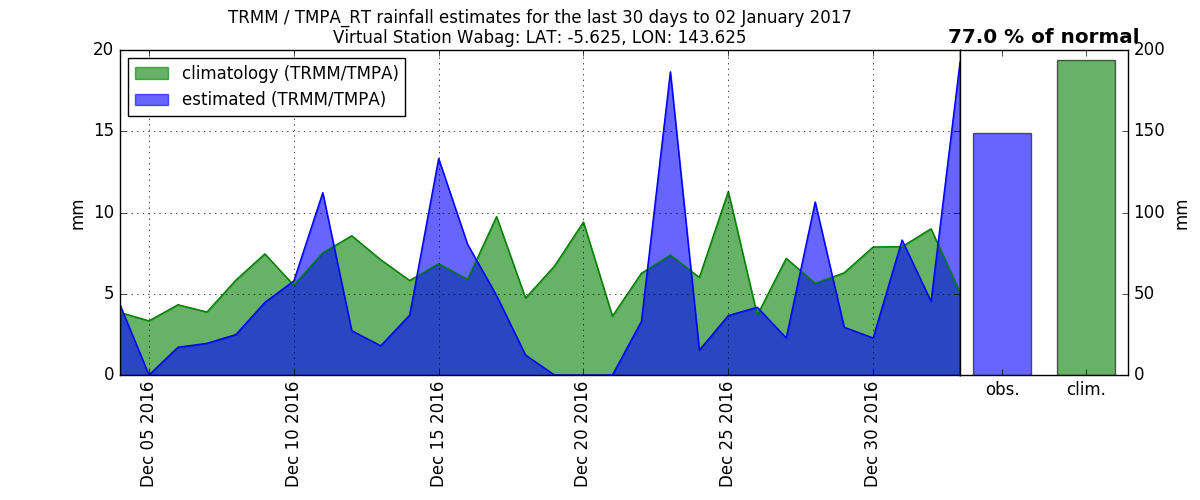 TRMM / TMPA_RT rainfall estimates for the last 30 days to 02 January 2017
Virtual Station Wabag: LAT: -5.625, LON: 143.625
77.0 % of normal
climatology (TRMM/TMPA)
estimated (TRMM/TMPA)
20
15
10
5
0
mm
200
150
100
50
0
mm
obs.
clim.
Dec 05 2016
Dec 10 2016
Dec 15 2016
Dec 20 2016
Dec 25 2016
Dec 30 2016